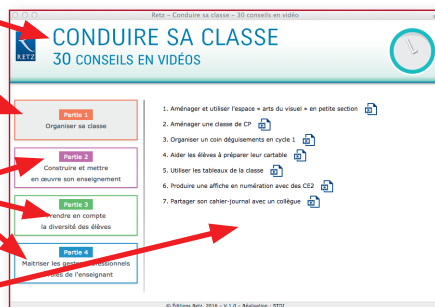 Retz – Conduire sa classe – 30 conseils en vidéo
RETZ
CONDUIRE SA CLASSE
30 CONSEILS EN VIDÉOS
Partie 1
Organiser sa classe
Partie 2
Construire et mettre
en œuvre son enseignement
Partie 3
Prendre en compte
la diversité des élèves
Partie 4
Maîtriser les gestes professionnels
de l'enseignant
1. Aménager et utiliser l'espace « arts du visuel » en petite section
2. Aménager une classe de CP
3. Organiser un coin déguisements en cycle 1
4. Aider les élèves à préparer leur cartable
5. Utiliser les tableaux de la classe
6. Produire une affiche en numération avec des CE2
7. Partager son cahier-journal avec un collègue
© Éditions Retz, 2016 – V.1.0 – Réalisation : STDI